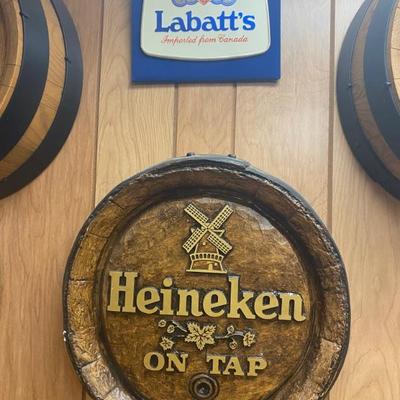 Labatt's
Imported from Canada
Heineken
ON TAP